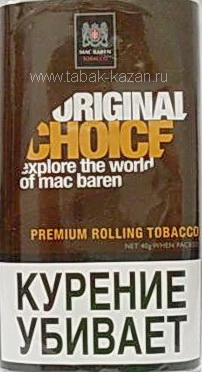 MAC BAREN
TOBACCO
www.tabak-kazan.ru
ORIGINAL
CHOICE
explore the world
of mac baren
PREMIUM ROLLING TOBACCO
NET 40g WHEN PACKED
КУРЕНИЕ
УБИВАЕТ